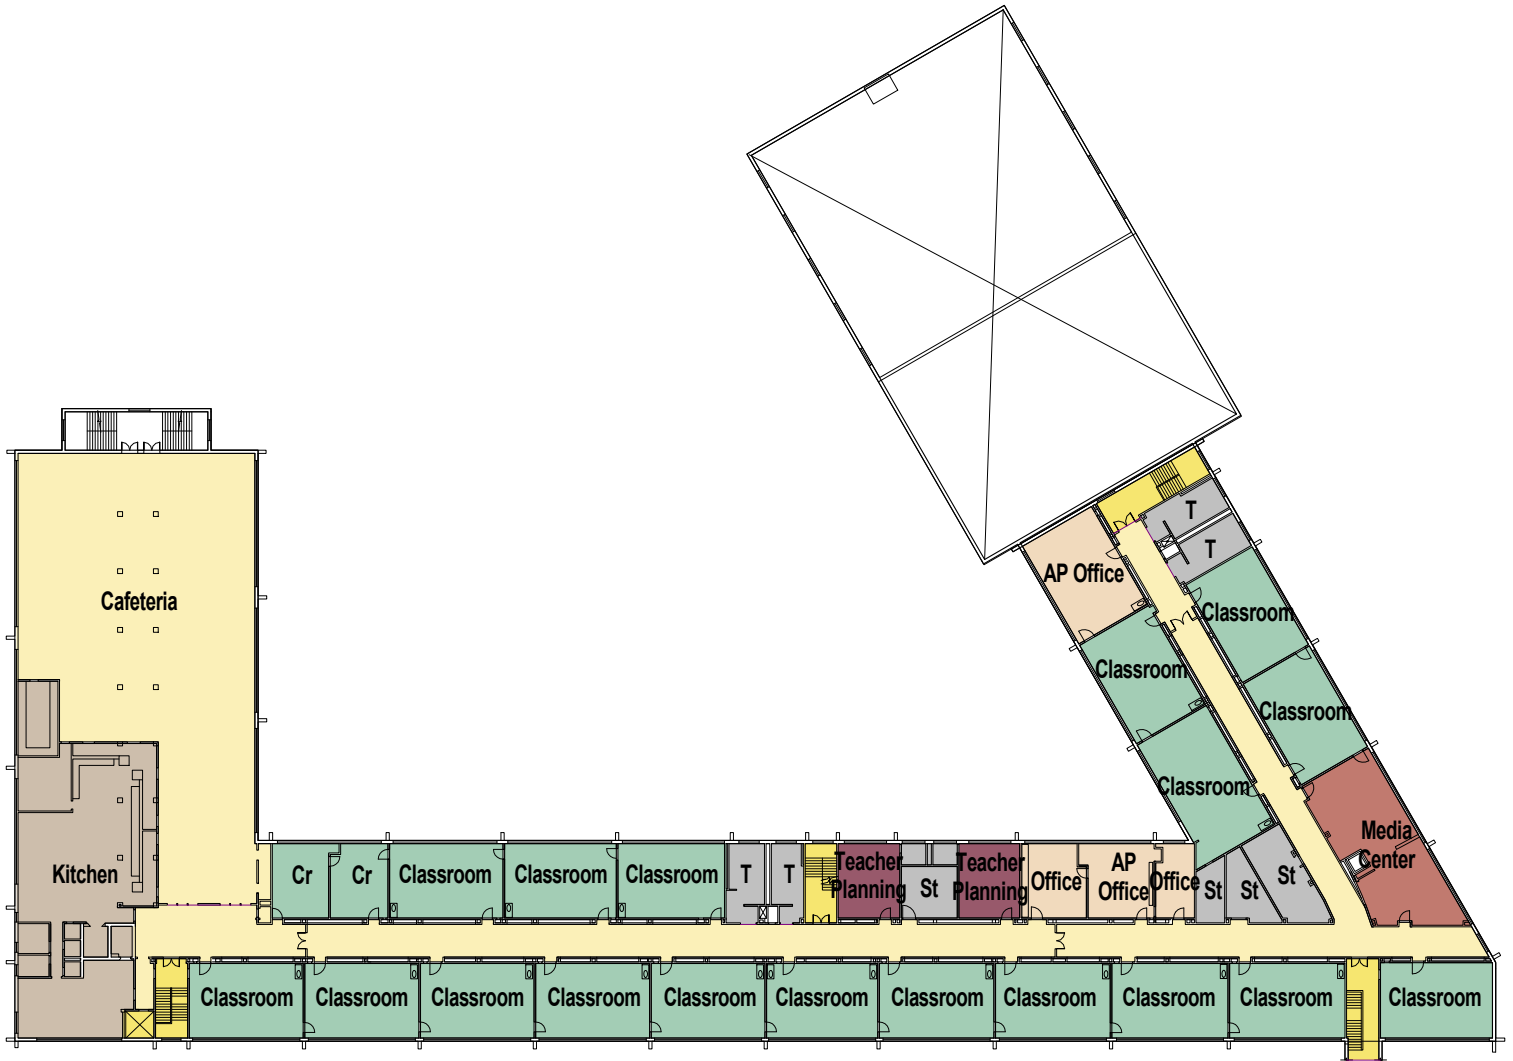 T
T
AP Office
Cafeteria
Classroom
Classroom
Classroom
Classroom
Media
Center
Kitchen
Cr
Cr
Classroom
Classroom
Classroom
T
T
Teacher
Planning
St
Teacher
Planning
Office
AP
Office
Office
St
St
St
Classroom
Classroom
Classroom
Classroom
Classroom
Classroom
Classroom
Classroom
Classroom
Classroom
Classroom